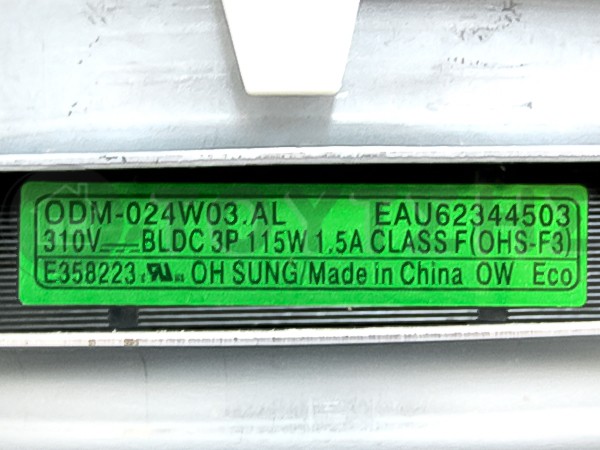 ODM-024W03.AL EAU62344503
310V⎓BLDC 3P 115W 1.5A CLASS F(OHS-F3)
E358223 OH SUNG/Made in China OW Eco